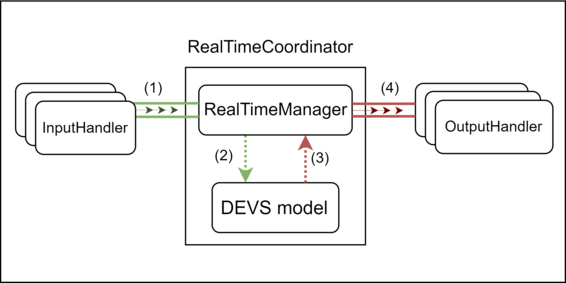 RealTimeCoordinator
(1)
(4)
RealTimeManager
InputHandler
OutputHandler
(2)
(3)
DEVS model